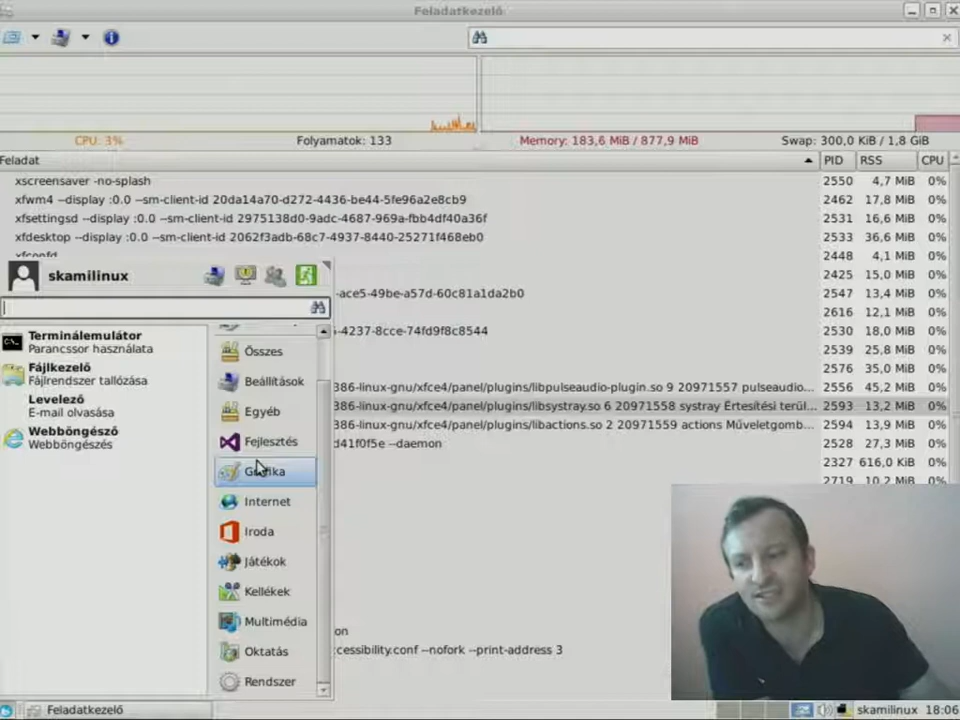 Feladatkezelő
CPU: 3%
Folyamatok: 133
Memory: 183,6 MiB / 877,9 MiB
Swap: 300,0 KiB / 1,8 GiB
Feladat PID RSS CPU
xscreensaver -no-splash 2550 4,7 MiB 0%
xfwm4 --display :0.0 --sm-client-id 20da14a70-d272-4436-be44-5fe96a2e8cb9 2462 17,8 MiB 0%
xfsettingsd --display :0.0 --sm-client-id 2975138d0-9adc-4687-969a-fbb4df40a36f 2531 16,6 MiB 0%
xfdesktop --display :0.0 --sm-client-id 2062f3adb-68c7-4937-8440-25271f468eb0 2533 36,6 MiB 0%
xfconfd 2448 4,1 MiB 0%
2425 15,0 MiB 0%
-ace5-49be-a57d-60c81a1da2b0 2547 13,4 MiB 0%
2616 12,1 MiB 0%
-4237-8cce-74fd9f8c8544 2530 18,0 MiB 0%
2539 25,8 MiB 0%
2576 35,0 MiB 0%
386-linux-gnu/xfce4/panel/plugins/libpulseaudio-plugin.so 9 20971557 pulseaudio... 2556 45,2 MiB 0%
386-linux-gnu/xfce4/panel/plugins/libsystray.so 6 20971558 systray Értesítési terül... 2593 13,2 MiB 0%
386-linux-gnu/xfce4/panel/plugins/libactions.so 2 20971559 actions Műveletgomb... 2594 13,9 MiB 0%
d41f0f5e --daemon 2528 27,3 MiB 0%
2327 616,0 KiB 0%
2719 10,2 MiB 0%
on
cessibility.conf --nofork --print-address 3
skamilinux
Terminálemulátor
Parancssor használata
Fájlkezelő
Fájlrendszer tallózása
Levelező
E-mail olvasása
Webböngésző
Webböngészés
Összes
Beállítások
Egyéb
Fejlesztés
Grafika
Internet
Iroda
Játékok
Kellékek
Multimédia
Oktatás
Rendszer
Feladatkezelő
skamilinux 18:06